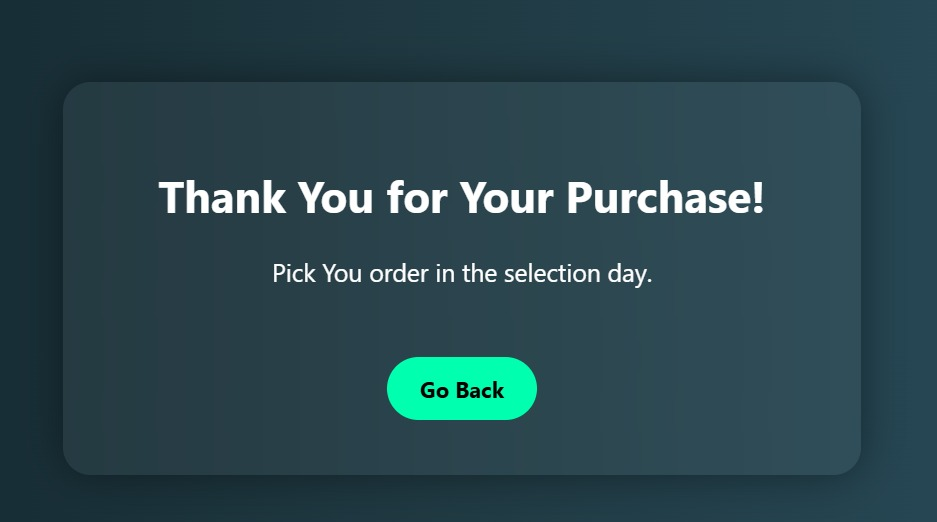 Thank You for Your Purchase!
Pick You order in the selection day.
Go Back